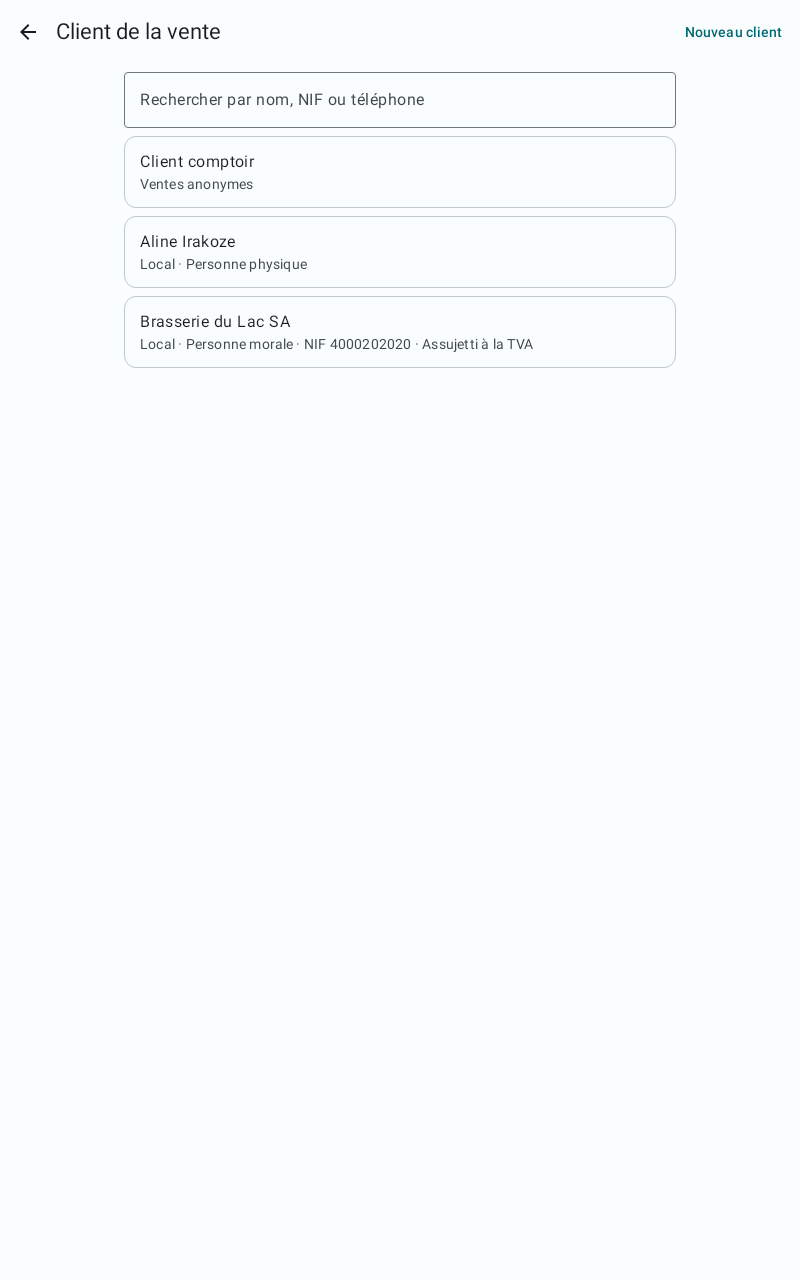 Client de la vente
Nouveau client
Rechercher par nom, NIF ou téléphone
Client comptoir
Ventes anonymes
Aline Irakoze
Local · Personne physique
Brasserie du Lac SA
Local · Personne morale · NIF 4000202020 · Assujetti à la TVA